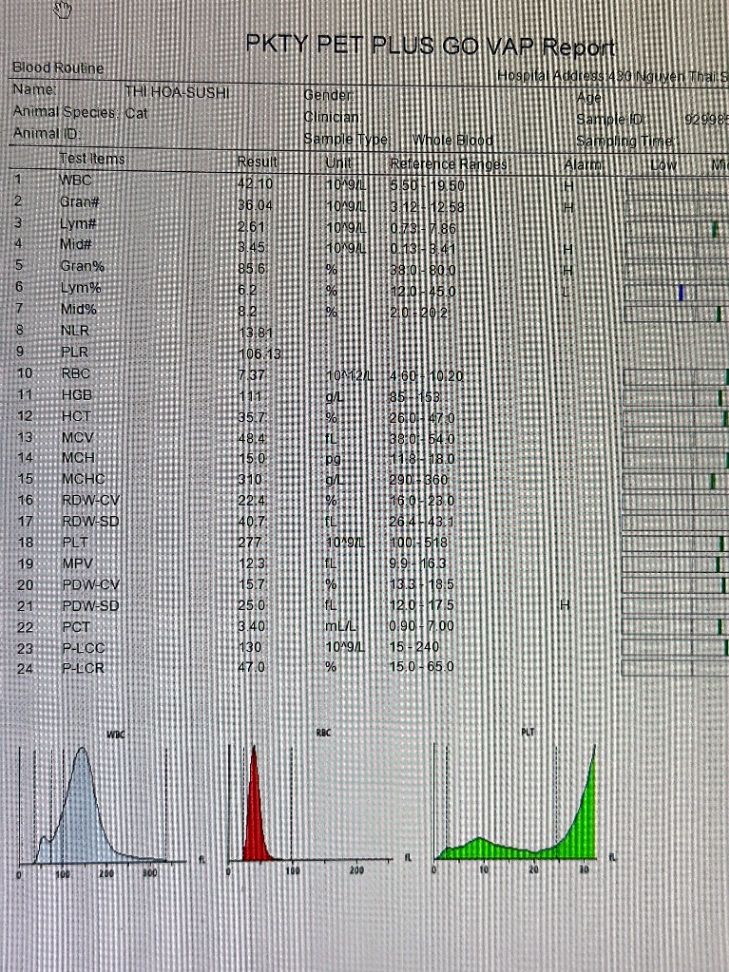 PKTY PET PLUS GO VAP Report
Blood Routine
Hospital Address:430 Nguyen Thai S
Name: THI HOA-SUSHI Gender: Age
Animal Species: Cat Clinician: Sample ID: 929985
Animal ID: Sample Type: Whole Blood Sampling Time:
Test Items Result Unit Reference Ranges Alarm Low Mi
1 WBC 42.10 10^9/L 5.50 - 19.50 H
2 Gran# 36.04 10^9/L 3.12 - 12.58 H
3 Lym# 2.61 10^9/L 0.73 - 7.86
4 Mid# 3.45 10^9/L 0.13 - 3.41 H
5 Gran% 85.6 % 38.0 - 80.0 H
6 Lym% 6.2 % 12.0 - 45.0 L
7 Mid% 8.2 % 2.0 - 20.2
8 NLR 13.81
9 PLR 106.13
10 RBC 7.37 10^12/L 4.60 - 10.20
11 HGB 111 g/L 85 - 153
12 HCT 35.7 % 26.0 - 47.0
13 MCV 48.4 fL 38.0 - 54.0
14 MCH 15.0 pg 11.8 - 18.0
15 MCHC 310 g/L 290 - 360
16 RDW-CV 22.4 % 16.0 - 23.0
17 RDW-SD 40.7 fL 26.4 - 43.1
18 PLT 277 10^9/L 100 - 518
19 MPV 12.3 fL 9.9 - 16.3
20 PDW-CV 15.7 % 13.3 - 18.5
21 PDW-SD 25.0 fL 12.0 - 17.5 H
22 PCT 3.40 mL/L 0.90 - 7.00
23 P-LCC 130 10^9/L 15 - 240
24 P-LCR 47.0 % 15.0 - 65.0
WBC RBC PLT
0 100 300 fL 0 100 200 fL 0 10 20 30 fL